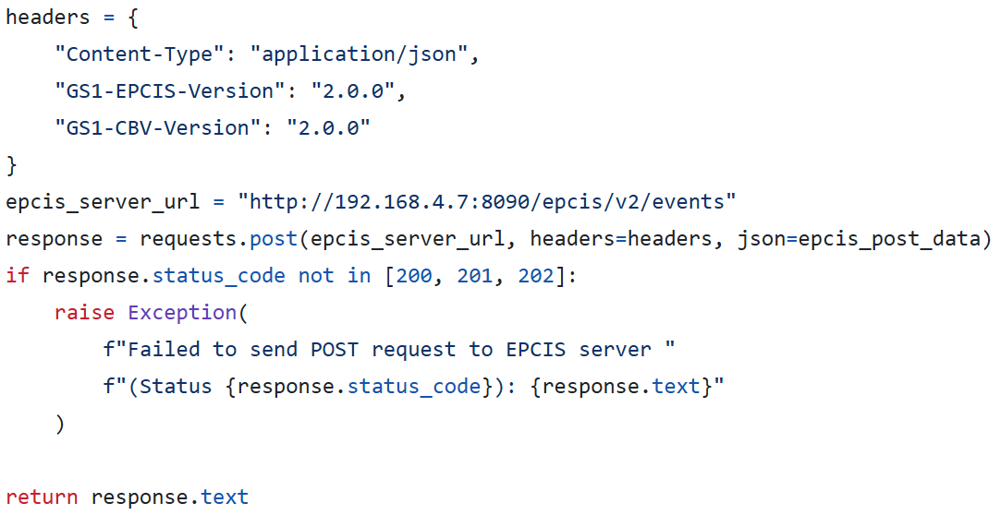 headers = {
    "Content-Type": "application/json",
    "GS1-EPCIS-Version": "2.0.0",
    "GS1-CBV-Version": "2.0.0"
}
epcis_server_url = "http://192.168.4.7:8090/epcis/v2/events"
response = requests.post(epcis_server_url, headers=headers, json=epcis_post_data)
if response.status_code not in [200, 201, 202]:
    raise Exception(
        f"Failed to send POST request to EPCIS server "
        f"(Status {response.status_code}): {response.text}"
    )

return response.text